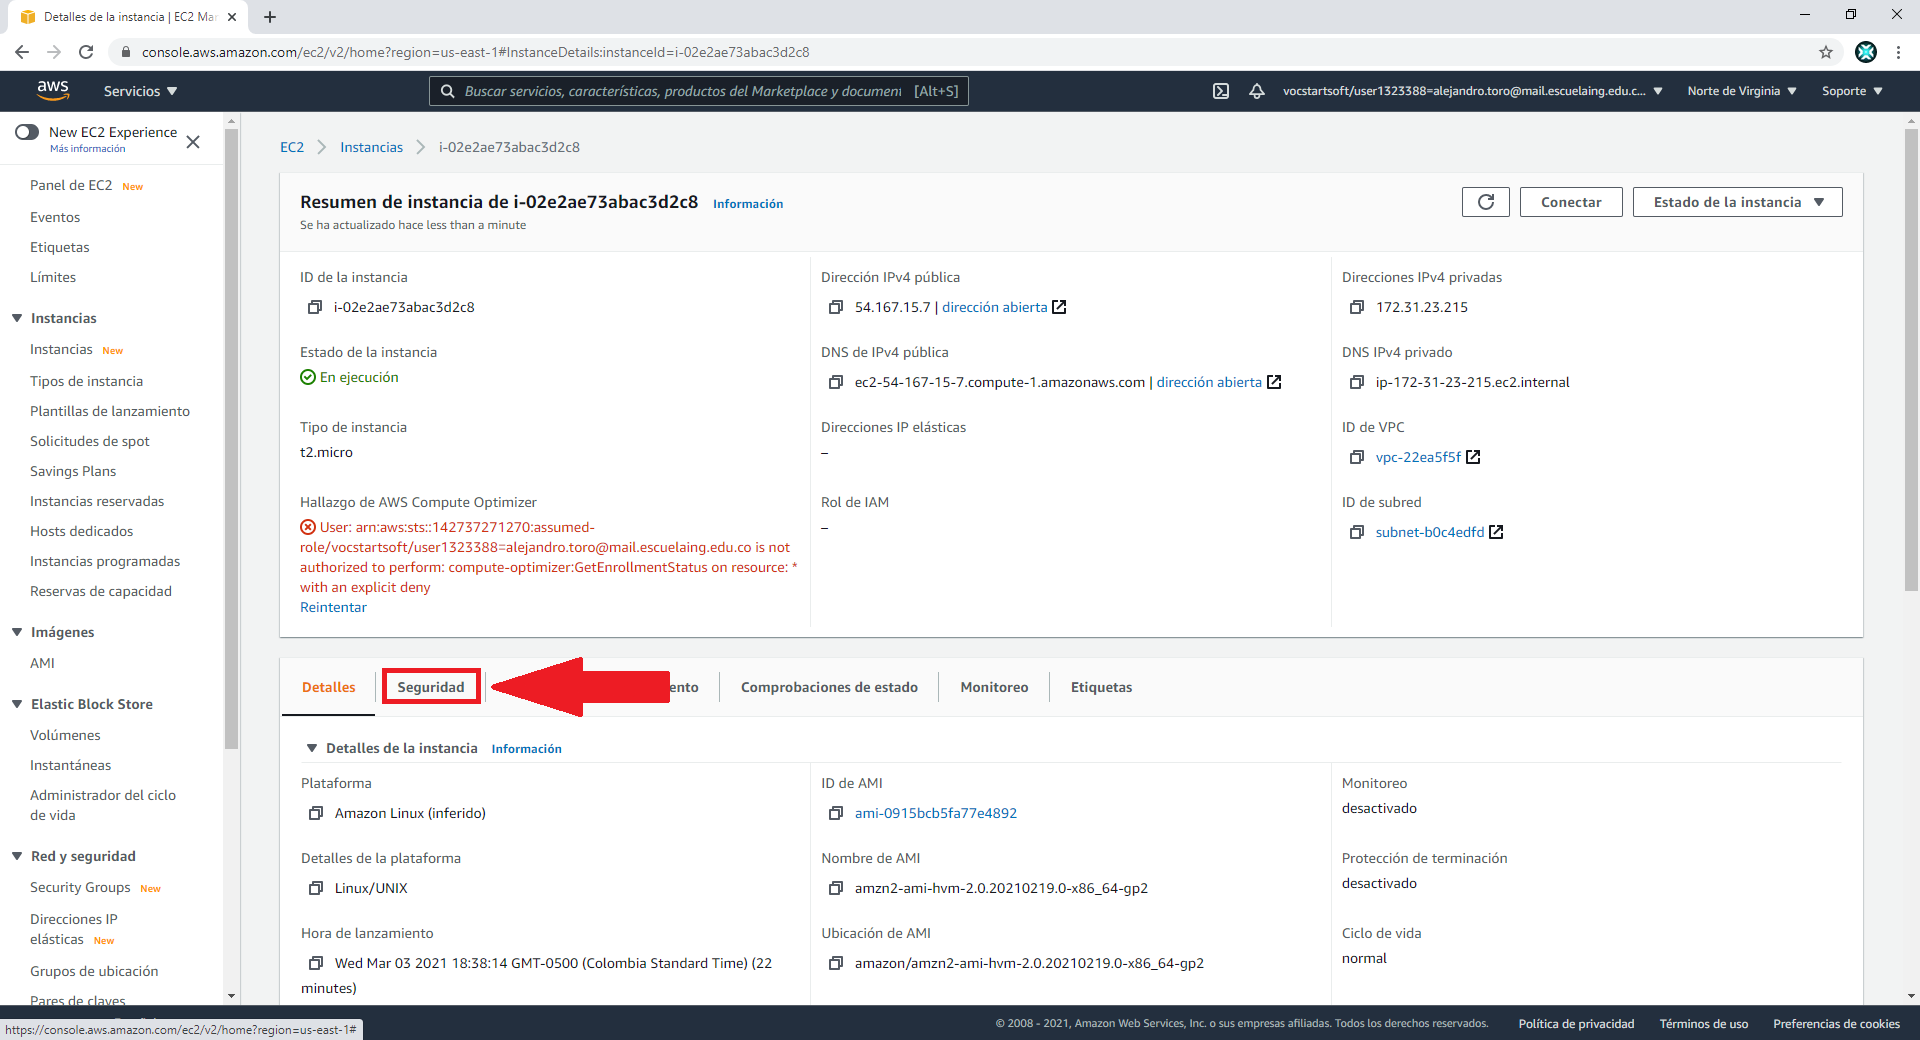 Detalles de la instancia | EC2 Man
console.aws.amazon.com/ec2/v2/home?region=us-east-1#InstanceDetails:instanceId=i-02e2ae73abac3d2c8
aws
Servicios
Buscar servicios, características, productos del Marketplace y document [Alt+S]
vocstartsoft/user1323388=alejandro.toro@mail.escuelaing.edu.c...
Norte de Virginia
Soporte
New EC2 Experience
Más información
Panel de EC2 New
Eventos
Etiquetas
Límites
Instancias
Instancias New
Tipos de instancia
Plantillas de lanzamiento
Solicitudes de spot
Savings Plans
Instancias reservadas
Hosts dedicados
Instancias programadas
Reservas de capacidad
Imágenes
AMI
Elastic Block Store
Volúmenes
Instantáneas
Administrador del ciclo
de vida
Red y seguridad
Security Groups New
Direcciones IP
elásticas New
Grupos de ubicación
Pares de claves
EC2 > Instancias > i-02e2ae73abac3d2c8
Resumen de instancia de i-02e2ae73abac3d2c8 Información
Se ha actualizado hace less than a minute
Conectar
Estado de la instancia
ID de la instancia
i-02e2ae73abac3d2c8
Estado de la instancia
En ejecución
Tipo de instancia
t2.micro
Hallazgo de AWS Compute Optimizer
User: arn:aws:sts::142737271270:assumed-
role/vocstartsoft/user1323388=alejandro.toro@mail.escuelaing.edu.co is not
authorized to perform: compute-optimizer:GetEnrollmentStatus on resource: *
with an explicit deny
Reintentar
Dirección IPv4 pública
54.167.15.7 | dirección abierta
DNS de IPv4 pública
ec2-54-167-15-7.compute-1.amazonaws.com | dirección abierta
Direcciones IP elásticas
–
Rol de IAM
–
Direcciones IPv4 privadas
172.31.23.215
DNS IPv4 privado
ip-172-31-23-215.ec2.internal
ID de VPC
vpc-22ea5f5f
ID de subred
subnet-b0c4edfd
Detalles
Seguridad
ento
Comprobaciones de estado
Monitoreo
Etiquetas
Detalles de la instancia Información
Plataforma
Amazon Linux (inferido)
Detalles de la plataforma
Linux/UNIX
Hora de lanzamiento
Wed Mar 03 2021 18:38:14 GMT-0500 (Colombia Standard Time) (22
minutes)
ID de AMI
ami-0915bcb5fa77e4892
Nombre de AMI
amzn2-ami-hvm-2.0.20210219.0-x86_64-gp2
Ubicación de AMI
amazon/amzn2-ami-hvm-2.0.20210219.0-x86_64-gp2
Monitoreo
desactivado
Protección de terminación
desactivado
Ciclo de vida
normal
https://console.aws.amazon.com/ec2/v2/home?region=us-east-1#
© 2008 - 2021, Amazon Web Services, Inc. o sus empresas afiliadas. Todos los derechos reservados.
Política de privacidad
Términos de uso
Preferencias de cookies